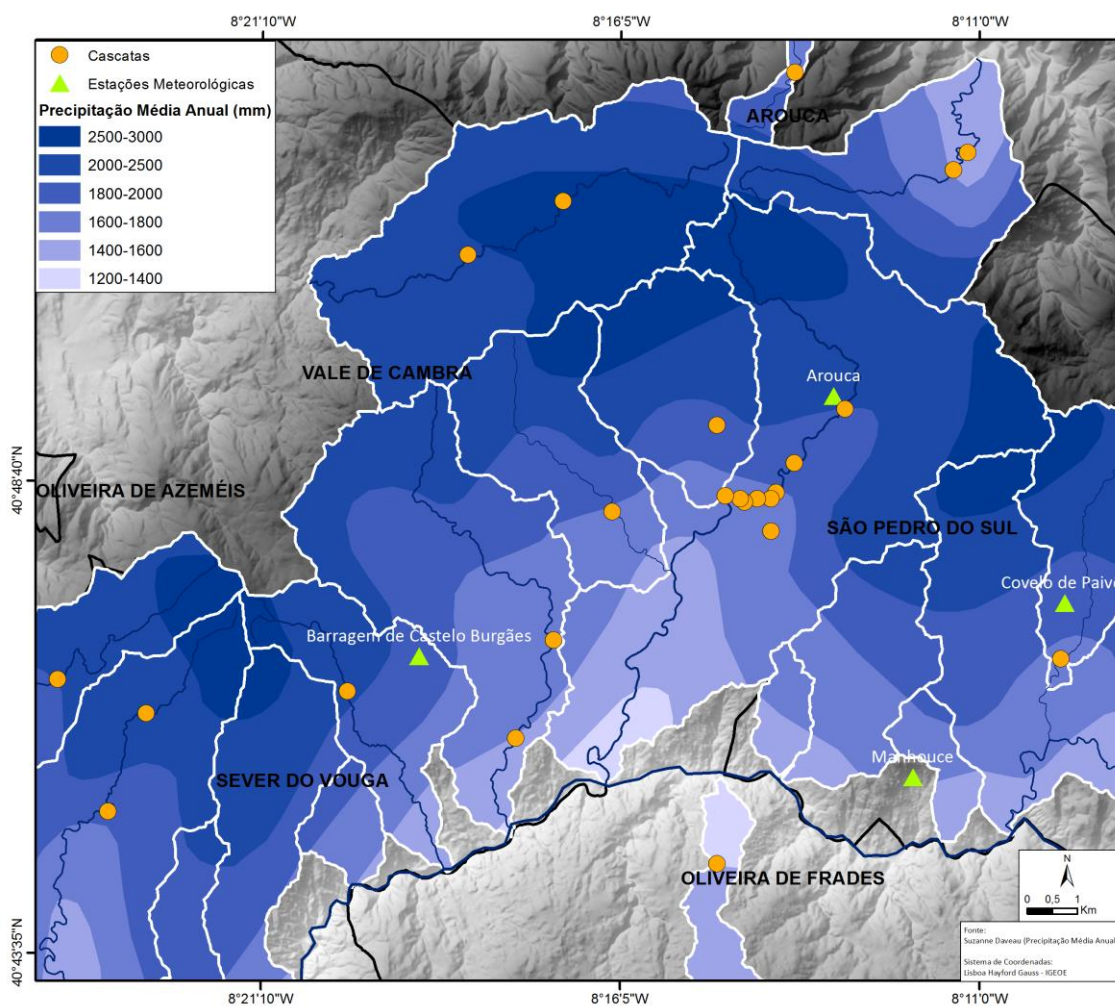 8°21'10"W
8°16'5"W
8°11'0"W
Cascatas
Estações Meteorológicas
Precipitação Média Anual (mm)
2500-3000
2000-2500
1800-2000
1600-1800
1400-1600
1200-1400
AROUCA
VALE DE CAMBRA
Arouca
40°48'40"N
40°48'40"N
OLIVEIRA DE AZEMÉIS
SÃO PEDRO DO SUL
Covelo de Paivo
Barragem de Castelo Burgães
Manhouce
SEVER DO VOUGA
OLIVEIRA DE FRADES
N
0 0,5 1
Km
Fonte:
Suzanne Daveau (Precipitação Média Anual
Sistema de Coordenadas:
Lisboa Hayford Gauss - IGEOE
40°43'35"N
8°21'10"W
8°16'5"W
8°11'0"W